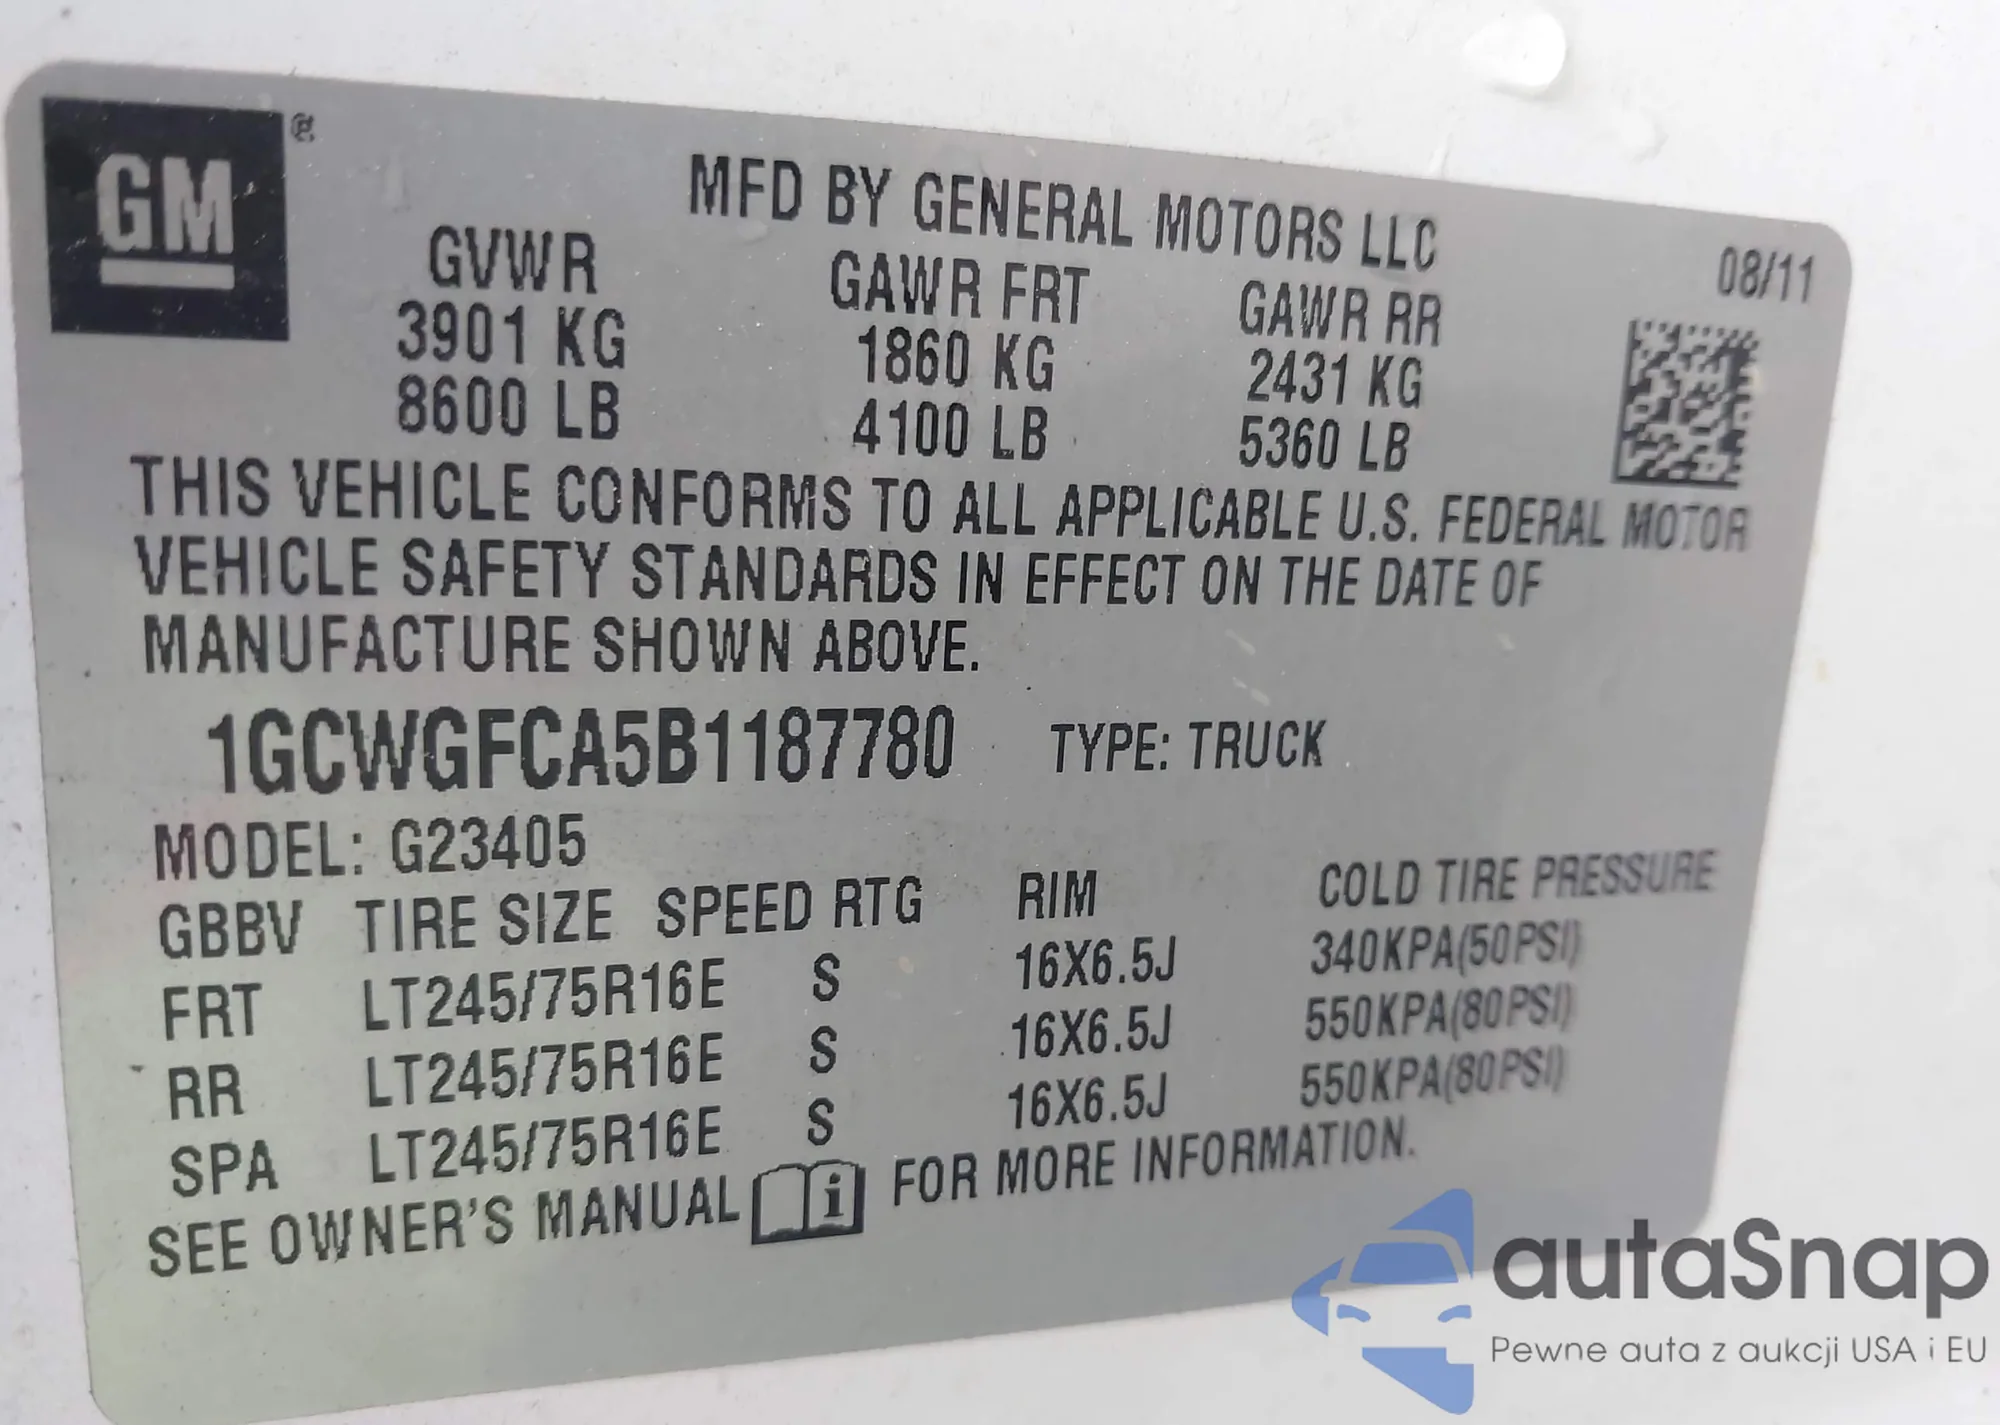 GM ®
MFD BY GENERAL MOTORS LLC
08/11
GVWR GAWR FRT GAWR RR
3901 KG 1860 KG 2431 KG
8600 LB 4100 LB 5360 LB
THIS VEHICLE CONFORMS TO ALL APPLICABLE U.S. FEDERAL MOTOR
VEHICLE SAFETY STANDARDS IN EFFECT ON THE DATE OF
MANUFACTURE SHOWN ABOVE.
1GCWGFCA5B1187780 TYPE: TRUCK
MODEL: G23405
GBBV TIRE SIZE SPEED RTG RIM COLD TIRE PRESSURE
FRT LT245/75R16E S 16X6.5J 340KPA(50PSI)
RR LT245/75R16E S 16X6.5J 550KPA(80PSI)
SPA LT245/75R16E S 16X6.5J 550KPA(80PSI)
SEE OWNER'S MANUAL i FOR MORE INFORMATION.
autaSnap
Pewne auta z aukcji USA i EU